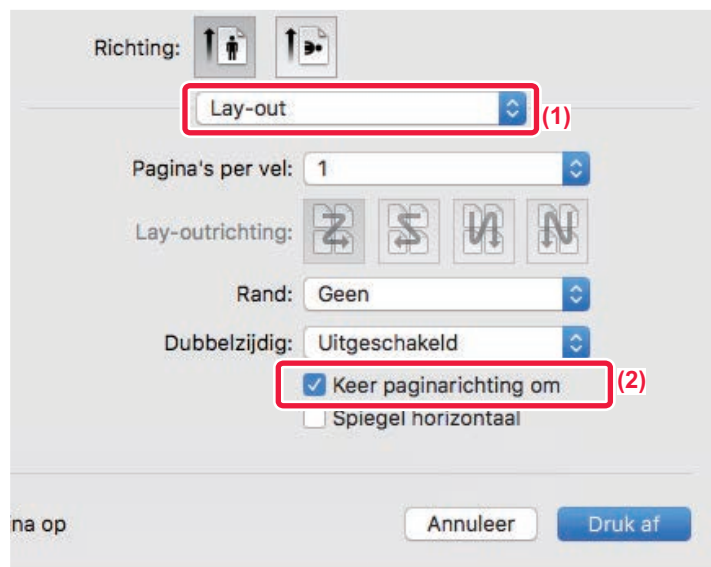 Richting:
Lay-out
(1)
Pagina's per vel: 1
Lay-outrichting:
Rand: Geen
Dubbelzijdig: Uitgeschakeld
Keer paginarichting om
(2)
Spiegel horizontaal
na op
Annuleer
Druk af